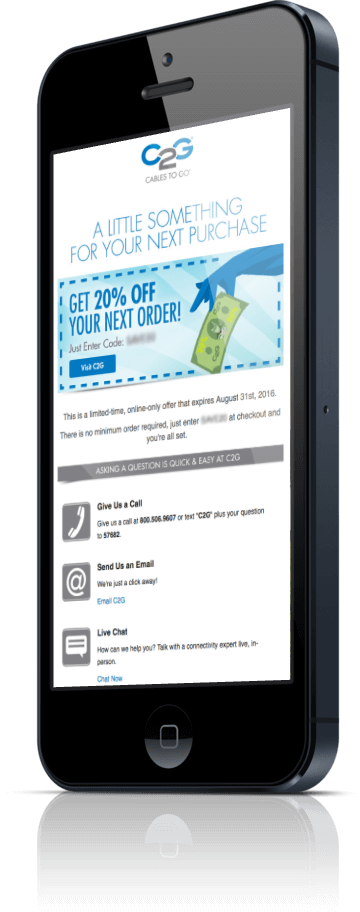 C2G
CABLES TO GO
A LITTLE SOMETHING
FOR YOUR NEXT PURCHASE
GET 20% OFF
YOUR NEXT ORDER!
Just Enter Code:
Visit C2G
This is a limited-time, online-only offer that expires August 31st, 2016.
There is no minimum order required, just enter at checkout and
you're all set.
ASKING A QUESTION IS QUICK & EASY AT C2G
Give Us a Call
Give us a call at 800.506.9607 or text "C2G" plus your question
to 57682.
Send Us an Email
We're just a click away!
Email C2G
Live Chat
How can we help you? Talk with a connectivity expert live, in-
person.
Chat Now